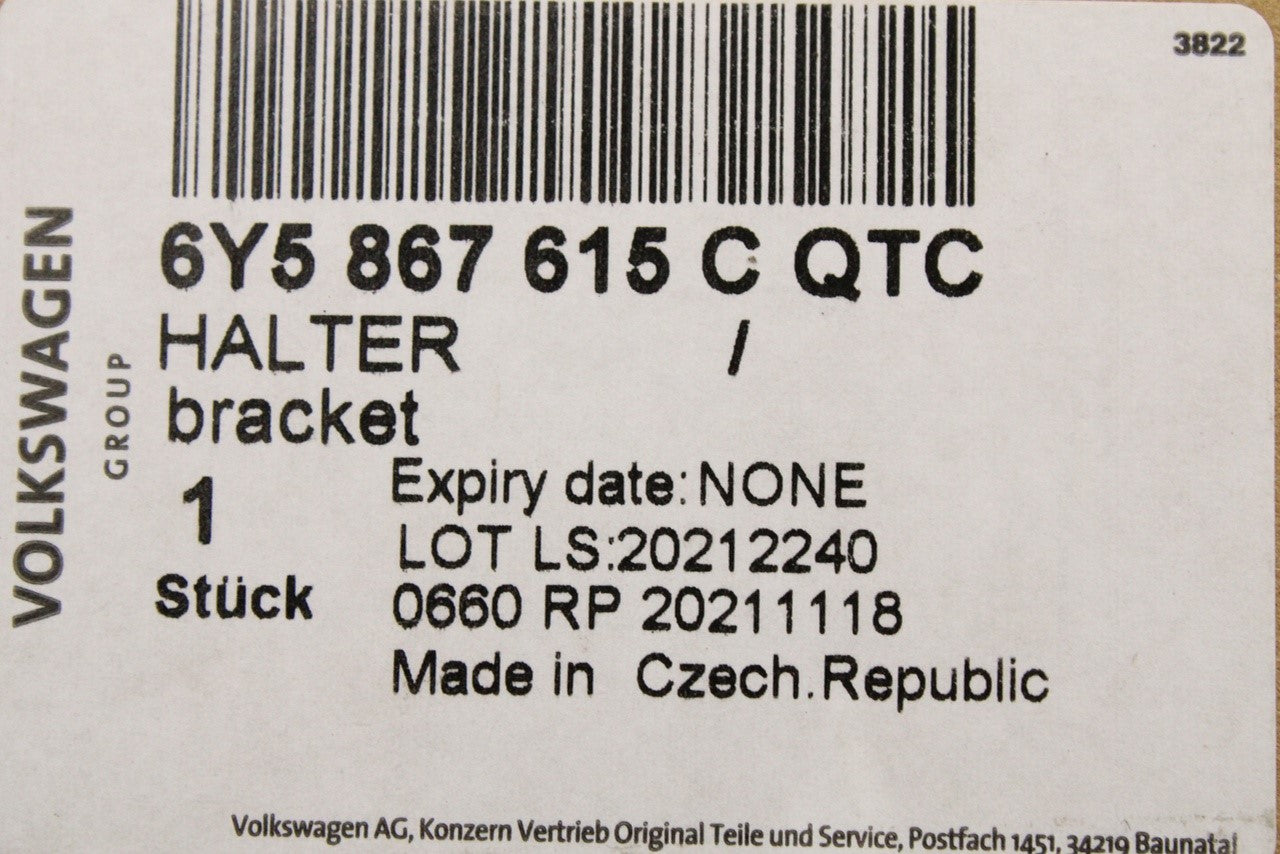 3822
VOLKSWAGEN
GROUP
6Y5 867 615 C QTC
HALTER /
bracket
1
Stück
Expiry date: NONE
LOT LS:20212240
0660 RP 20211118
Made in Czech.Republic
Volkswagen AG, Konzern Vertrieb Original Teile und Service, Postfach 1451, 34219 Baunatal